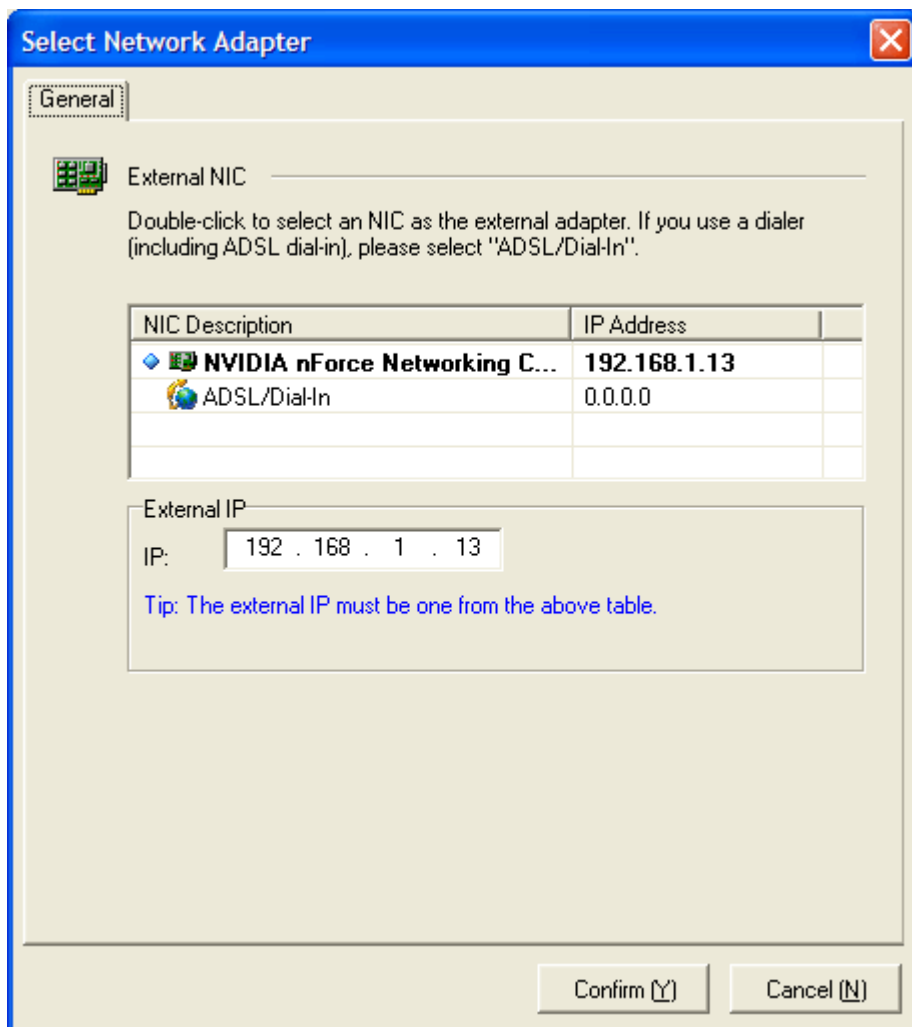 Select Network Adapter
General
External NIC
Double-click to select an NIC as the external adapter. If you use a dialer
(including ADSL dial-in), please select "ADSL/Dial-In".
NIC Description IP Address
NVIDIA nForce Networking C... 192.168.1.13
ADSL/Dial-In 0.0.0.0
External IP
IP: 192 . 168 . 1 . 13
Tip: The external IP must be one from the above table.
Confirm (Y) Cancel (N)